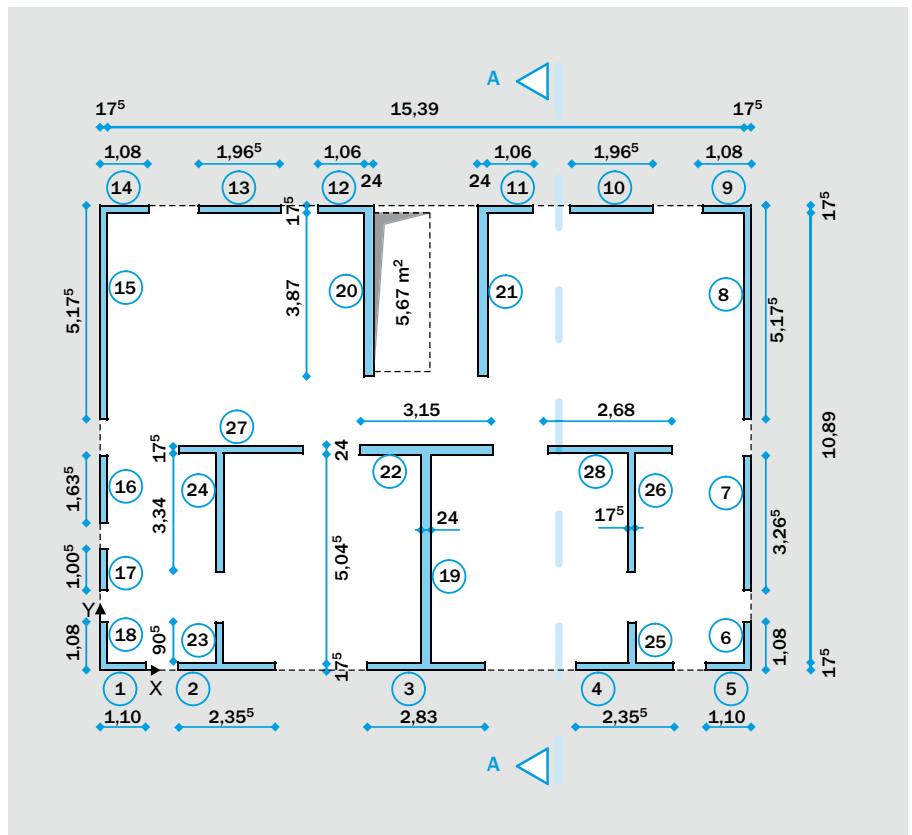 A
17⁵ 15,39 17⁵
1,08 1,96⁵ 1,06 1,06 1,96⁵ 1,08
24 24
14 13 12 11 10 9
17⁵ 17⁵
5,17⁵ 15 3,87 20 5,67 m² 21 8 5,17⁵
3,15 2,68
27
17⁵ 24 22 28
10,89
1,63⁵ 16 24 26 7
3,34 24 17⁵ 3,26⁵
1,00⁵ 17 5,04⁵ 19
Y
1,08 18 90⁵ 23 25 6 1,08
17⁵ 17⁵
X
1 2 3 4 5
1,10 2,35⁵ 2,83 2,35⁵ 1,10
A